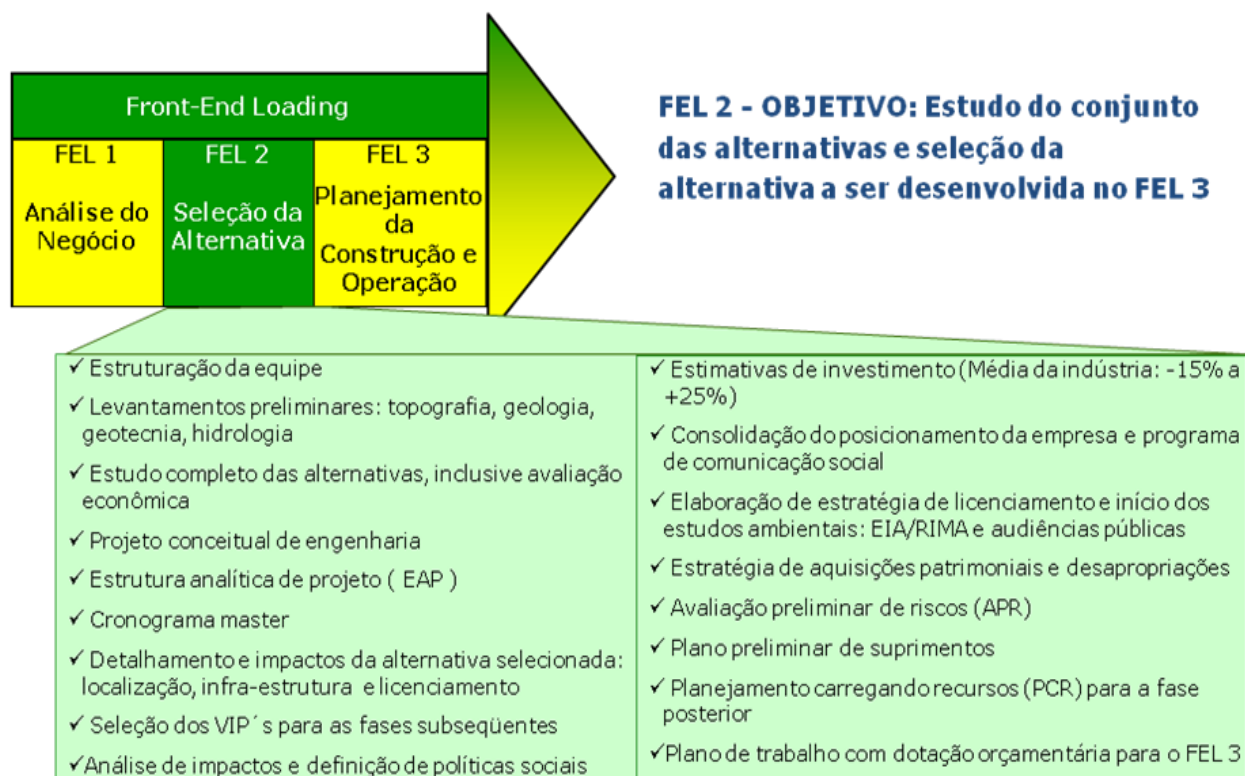 Front-End Loading
FEL 1
Análise do
Negócio
FEL 2
Seleção da
Alternativa
FEL 3
Planejamento
da
Construção e
Operação
FEL 2 - OBJETIVO: Estudo do conjunto
das alternativas e seleção da
alternativa a ser desenvolvida no FEL 3
✓ Estruturação da equipe
✓ Levantamentos preliminares: topografia, geologia,
geotecnia, hidrologia
✓ Estudo completo das alternativas, inclusive avaliação
econômica
✓ Projeto conceitual de engenharia
✓ Estrutura analítica de projeto ( EAP )
✓ Cronograma master
✓ Detalhamento e impactos da alternativa selecionada:
localização, infra-estrutura e licenciamento
✓ Seleção dos VIP´s para as fases subseqüentes
✓Análise de impactos e definição de políticas sociais
✓ Estimativas de investimento (Média da indústria: -15% a
+25%)
✓ Consolidação do posicionamento da empresa e programa
de comunicação social
✓ Elaboração de estratégia de licenciamento e início dos
estudos ambientais: EIA/RIMA e audiências públicas
✓ Estratégia de aquisições patrimoniais e desapropriações
✓ Avaliação preliminar de riscos (APR)
✓ Plano preliminar de suprimentos
✓ Planejamento carregando recursos (PCR) para a fase
posterior
✓Plano de trabalho com dotação orçamentária para o FEL 3